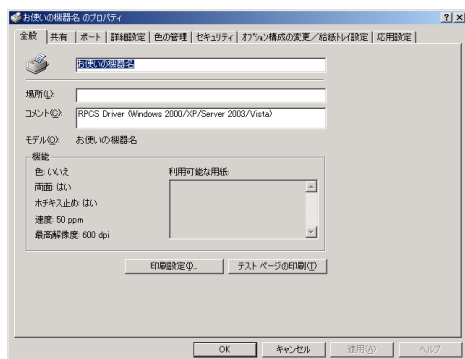 お使いの機器名 のプロパティ
全般 共有 ポート 詳細設定 色の管理 セキュリティ オプション構成の変更／給紙トレイ設定 応用設定
お使いの機器名
場所(L):
コメント(C): RPCS Driver (Windows 2000/XP/Server 2003/Vista)
モデル(O): お使いの機器名
機能
色: いいえ 利用可能な用紙:
両面: はい
ホチキス止め: はい
速度: 50 ppm
最高解像度: 600 dpi
印刷設定(I)... テスト ページの印刷(T)
OK キャンセル 適用(A) ヘルプ